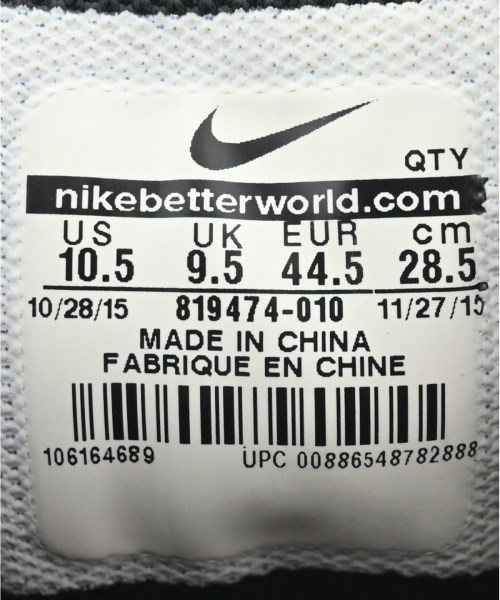 QTY
nikebetterworld.com
US UK EUR cm
10.5 9.5 44.5 28.5
10/28/15 819474-010 11/27/15
MADE IN CHINA
FABRIQUE EN CHINE
106164689 UPC 00886548782888